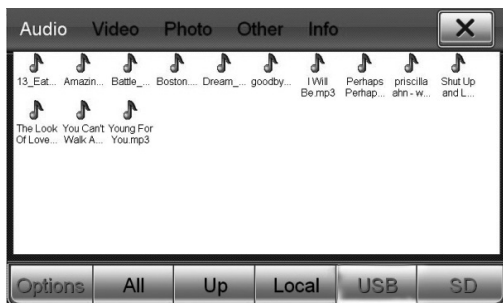 Audio Video Photo Other Info X
13_Eat... Amazin... Battle_... Boston.... Dream_... goodby... I Will Perhaps priscilla Shut Up
Be.mp3 Perhap... ahn - w... and L...
The Look You Can't Young For
Of Love... Walk A... You.mp3
Options All Up Local USB SD